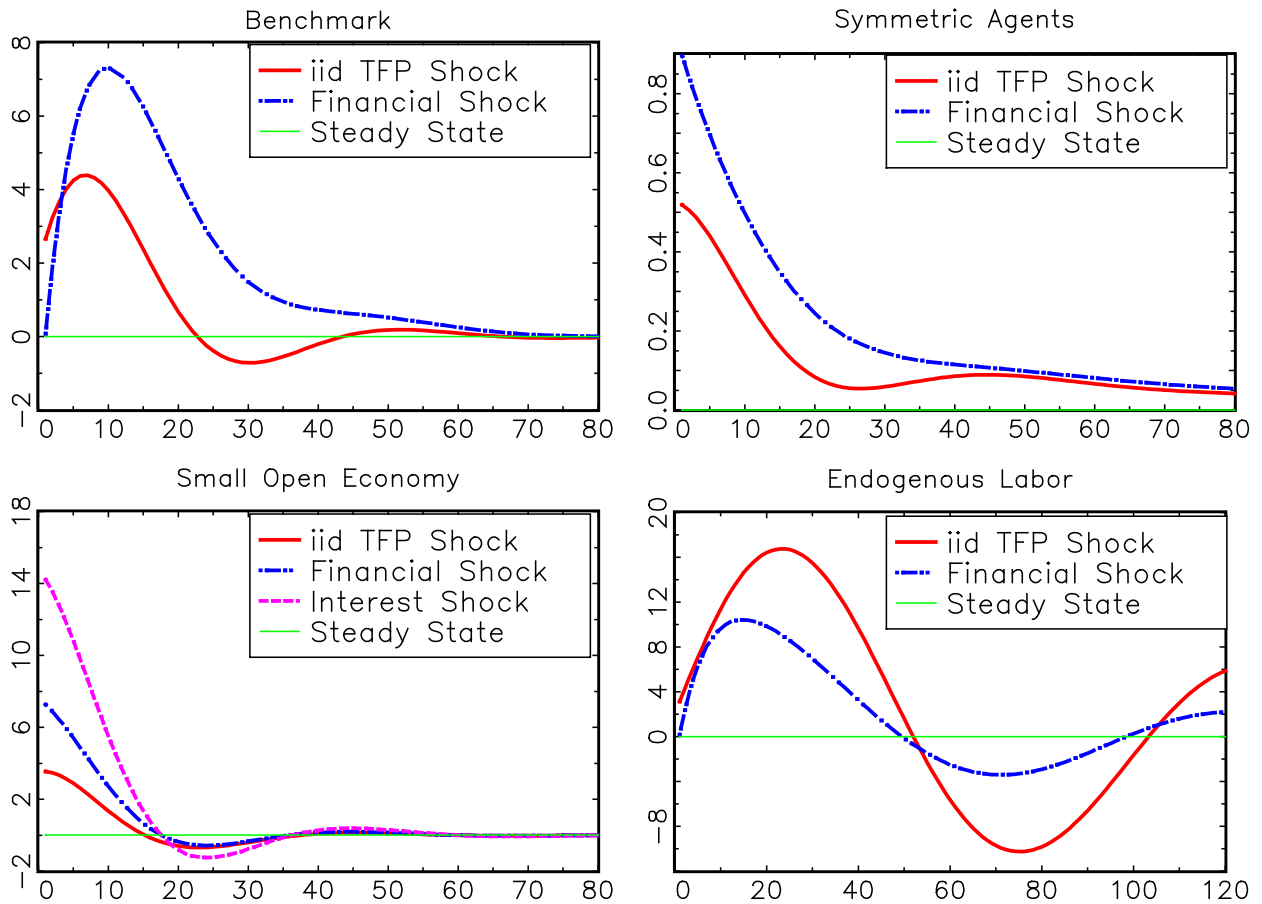 Benchmark
8
6
4
2
0
-2
iid TFP Shock
Financial Shock
Steady State
0 10 20 30 40 50 60 70 80
Symmetric Agents
0.8
0.6
0.4
0.2
0.0
iid TFP Shock
Financial Shock
Steady State
0 10 20 30 40 50 60 70 80
Small Open Economy
18
14
10
6
2
-2
iid TFP Shock
Financial Shock
Interest Shock
Steady State
0 10 20 30 40 50 60 70 80
Endogenous Labor
20
12
8
4
0
-8
iid TFP Shock
Financial Shock
Steady State
0 20 40 60 80 100 120